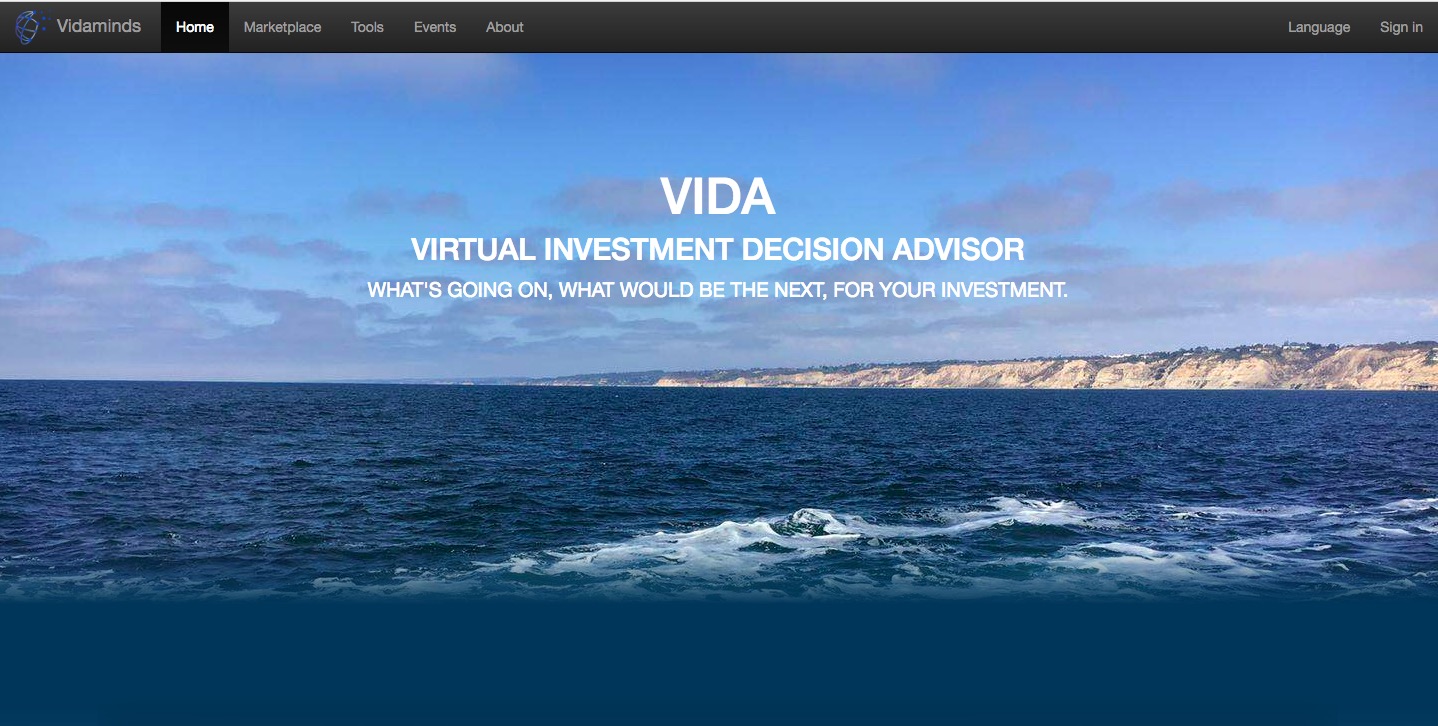 Vidaminds Home Marketplace Tools Events About Language Sign in
VIDA
VIRTUAL INVESTMENT DECISION ADVISOR
WHAT'S GOING ON, WHAT WOULD BE THE NEXT, FOR YOUR INVESTMENT.